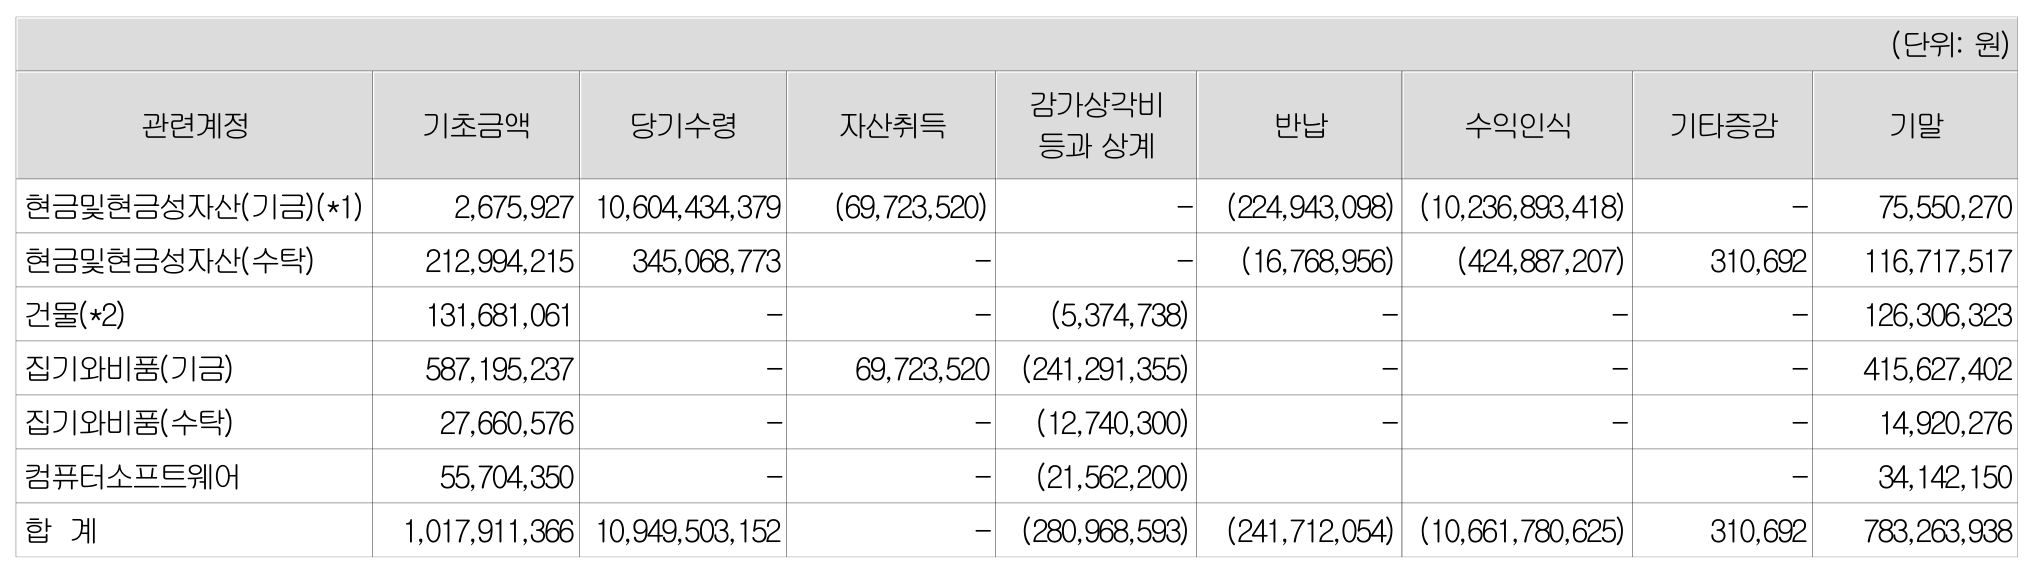 (단위: 원)
관련계정 기초금액 당기수령 자산취득 감가상각비 등과 상계 반납 수익인식 기타증감 기말
현금및현금성자산(기금)(*1) 2,675,927 10,604,434,379 (69,723,520) - (224,943,098) (10,236,893,418) - 75,550,270
현금및현금성자산(수탁) 212,994,215 345,068,773 - - (16,768,956) (424,887,207) 310,692 116,717,517
건물(*2) 131,681,061 - - (5,374,738) - - - 126,306,323
집기와비품(기금) 587,195,237 - 69,723,520 (241,291,355) - - - 415,627,402
집기와비품(수탁) 27,660,576 - - (12,740,300) - - - 14,920,276
컴퓨터소프트웨어 55,704,350 - - (21,562,200) - 34,142,150
합 계 1,017,911,366 10,949,503,152 - (280,968,593) (241,712,054) (10,661,780,625) 310,692 783,263,938